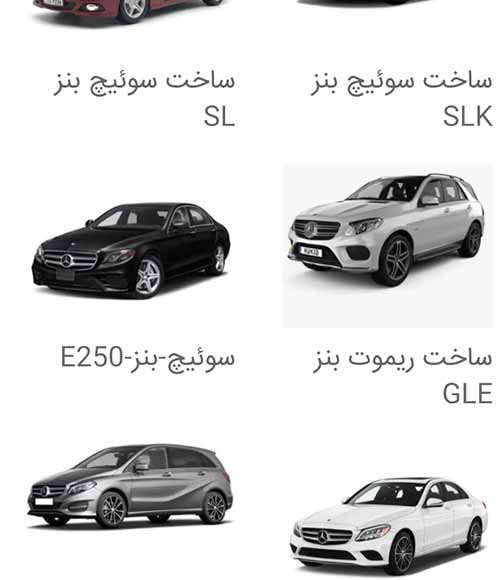 ساخت سوئیچ بنز
SLK
ساخت سوئیچ بنز
SL
ساخت ریموت بنز
GLE
سوئیچ-بنز-E250